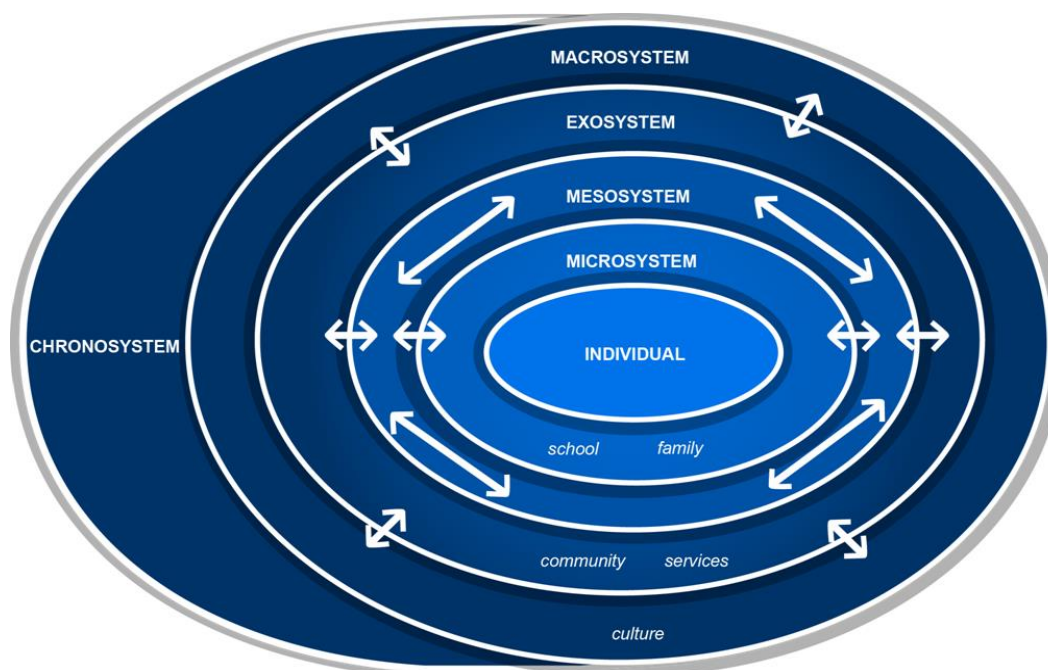 MACROSYSTEM
EXOSYSTEM
MESOSYSTEM
MICROSYSTEM
CHRONOSYSTEM
INDIVIDUAL
school family
community services
culture